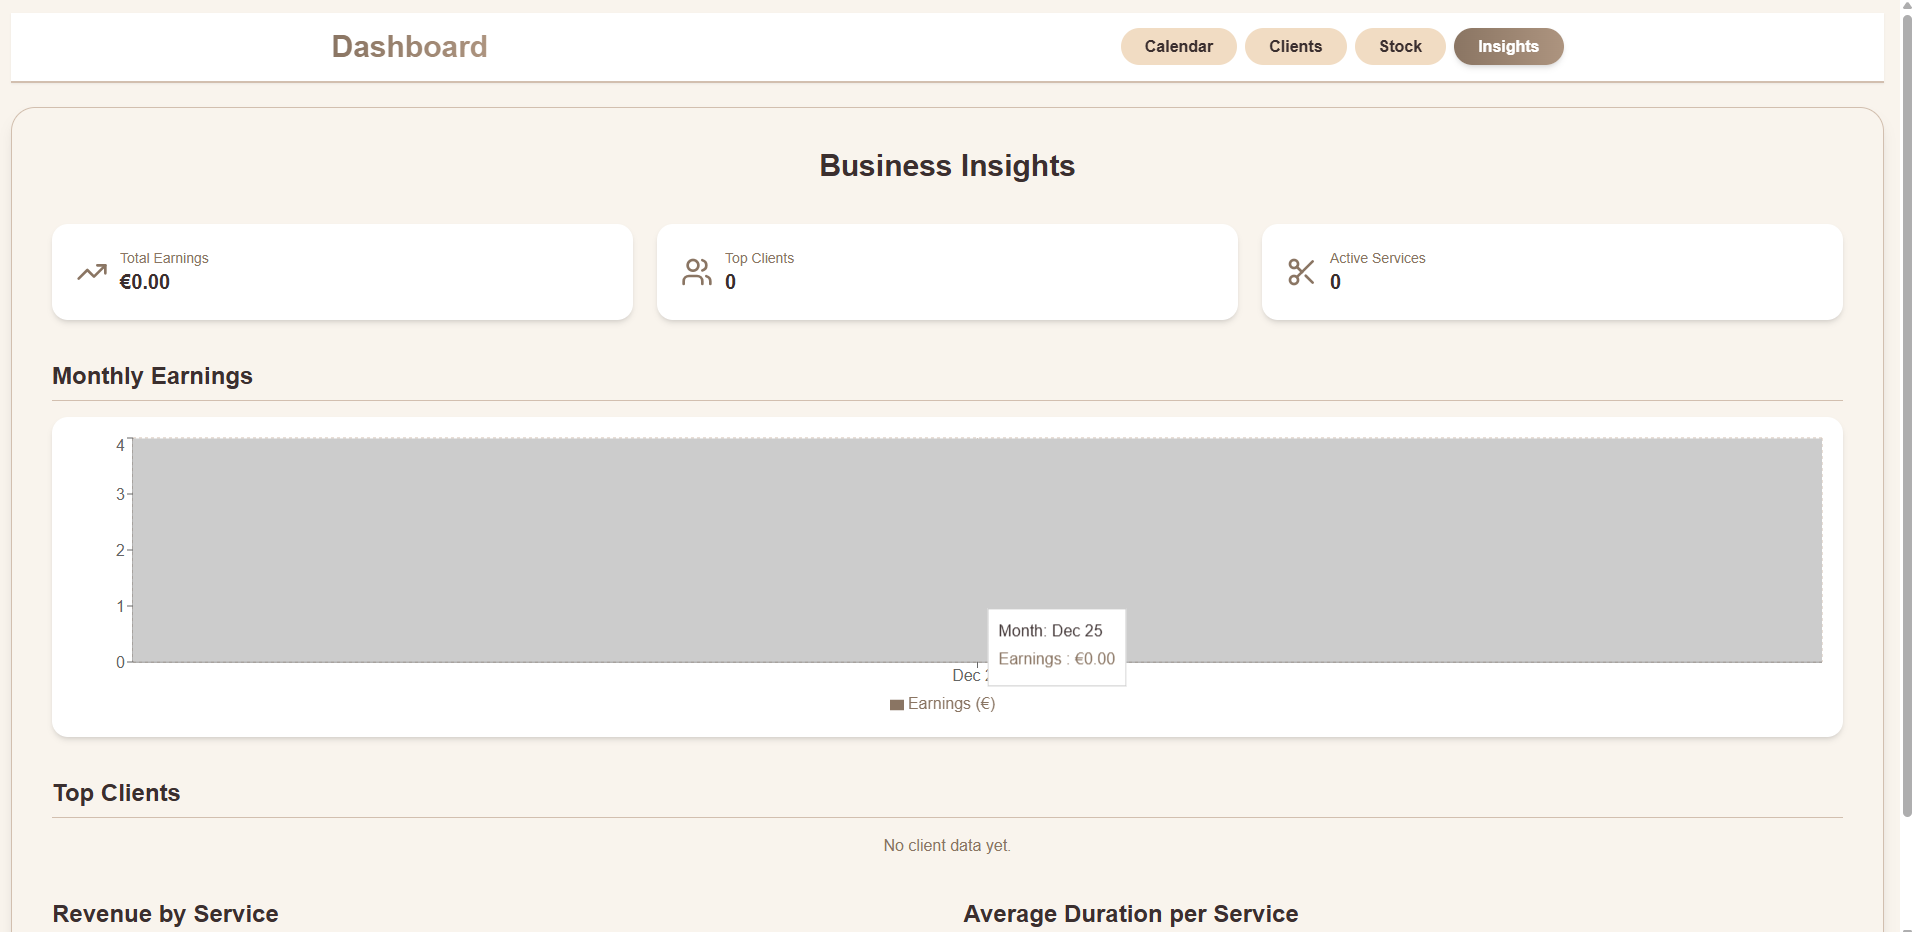 Dashboard
Calendar
Clients
Stock
Insights
Business Insights
Total Earnings
€0.00
Top Clients
0
Active Services
0
Monthly Earnings
4
3
2
1
0
Month: Dec 25
Earnings : €0.00
Dec
Earnings (€)
Top Clients
No client data yet.
Revenue by Service
Average Duration per Service